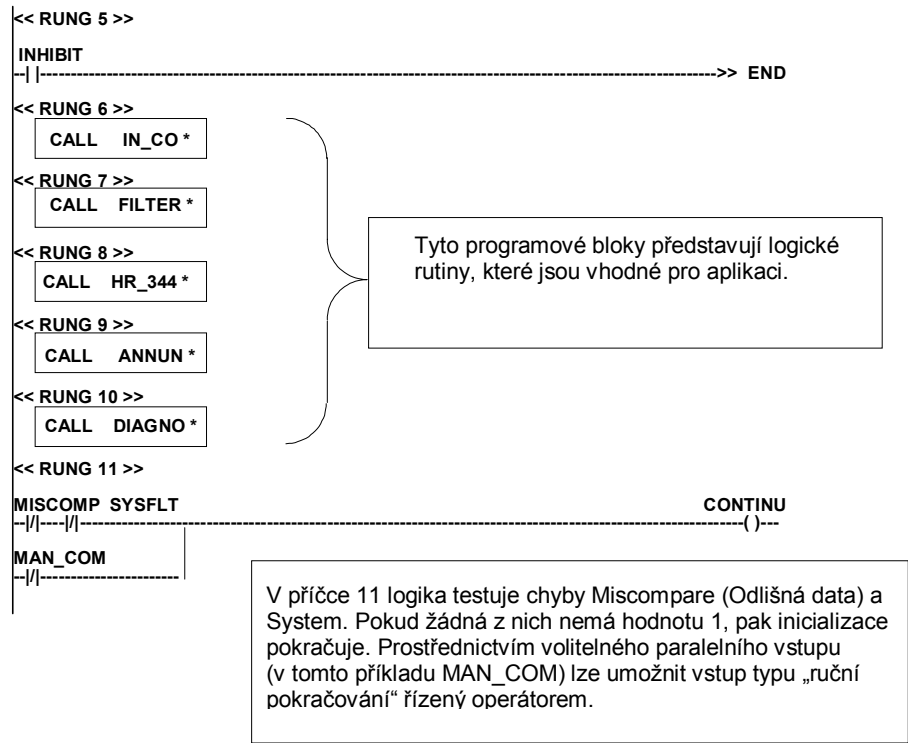 << RUNG 5 >>
INHIBIT
--| |------------------------------------------------------------------------------------------------------------------>> END
<< RUNG 6 >>
CALL IN_CO *
<< RUNG 7 >>
CALL FILTER *
<< RUNG 8 >>
CALL HR_344 *
<< RUNG 9 >>
CALL ANNUN *
<< RUNG 10 >>
CALL DIAGNO *
Tyto programové bloky představují logické
rutiny, které jsou vhodné pro aplikaci.
<< RUNG 11 >>
MISCOMP SYSFLT CONTINU
--|/|----|/|----------------------------------------------------------------------------------------------------------------( )---
MAN_COM
--|/|-----------------------
V příčce 11 logika testuje chyby Miscompare (Odlišná data) a
System. Pokud žádná z nich nemá hodnotu 1, pak inicializace
pokračuje. Prostřednictvím volitelného paralelního vstupu
(v tomto příkladu MAN_COM) lze umožnit vstup typu „ruční
pokračování“ řízený operátorem.